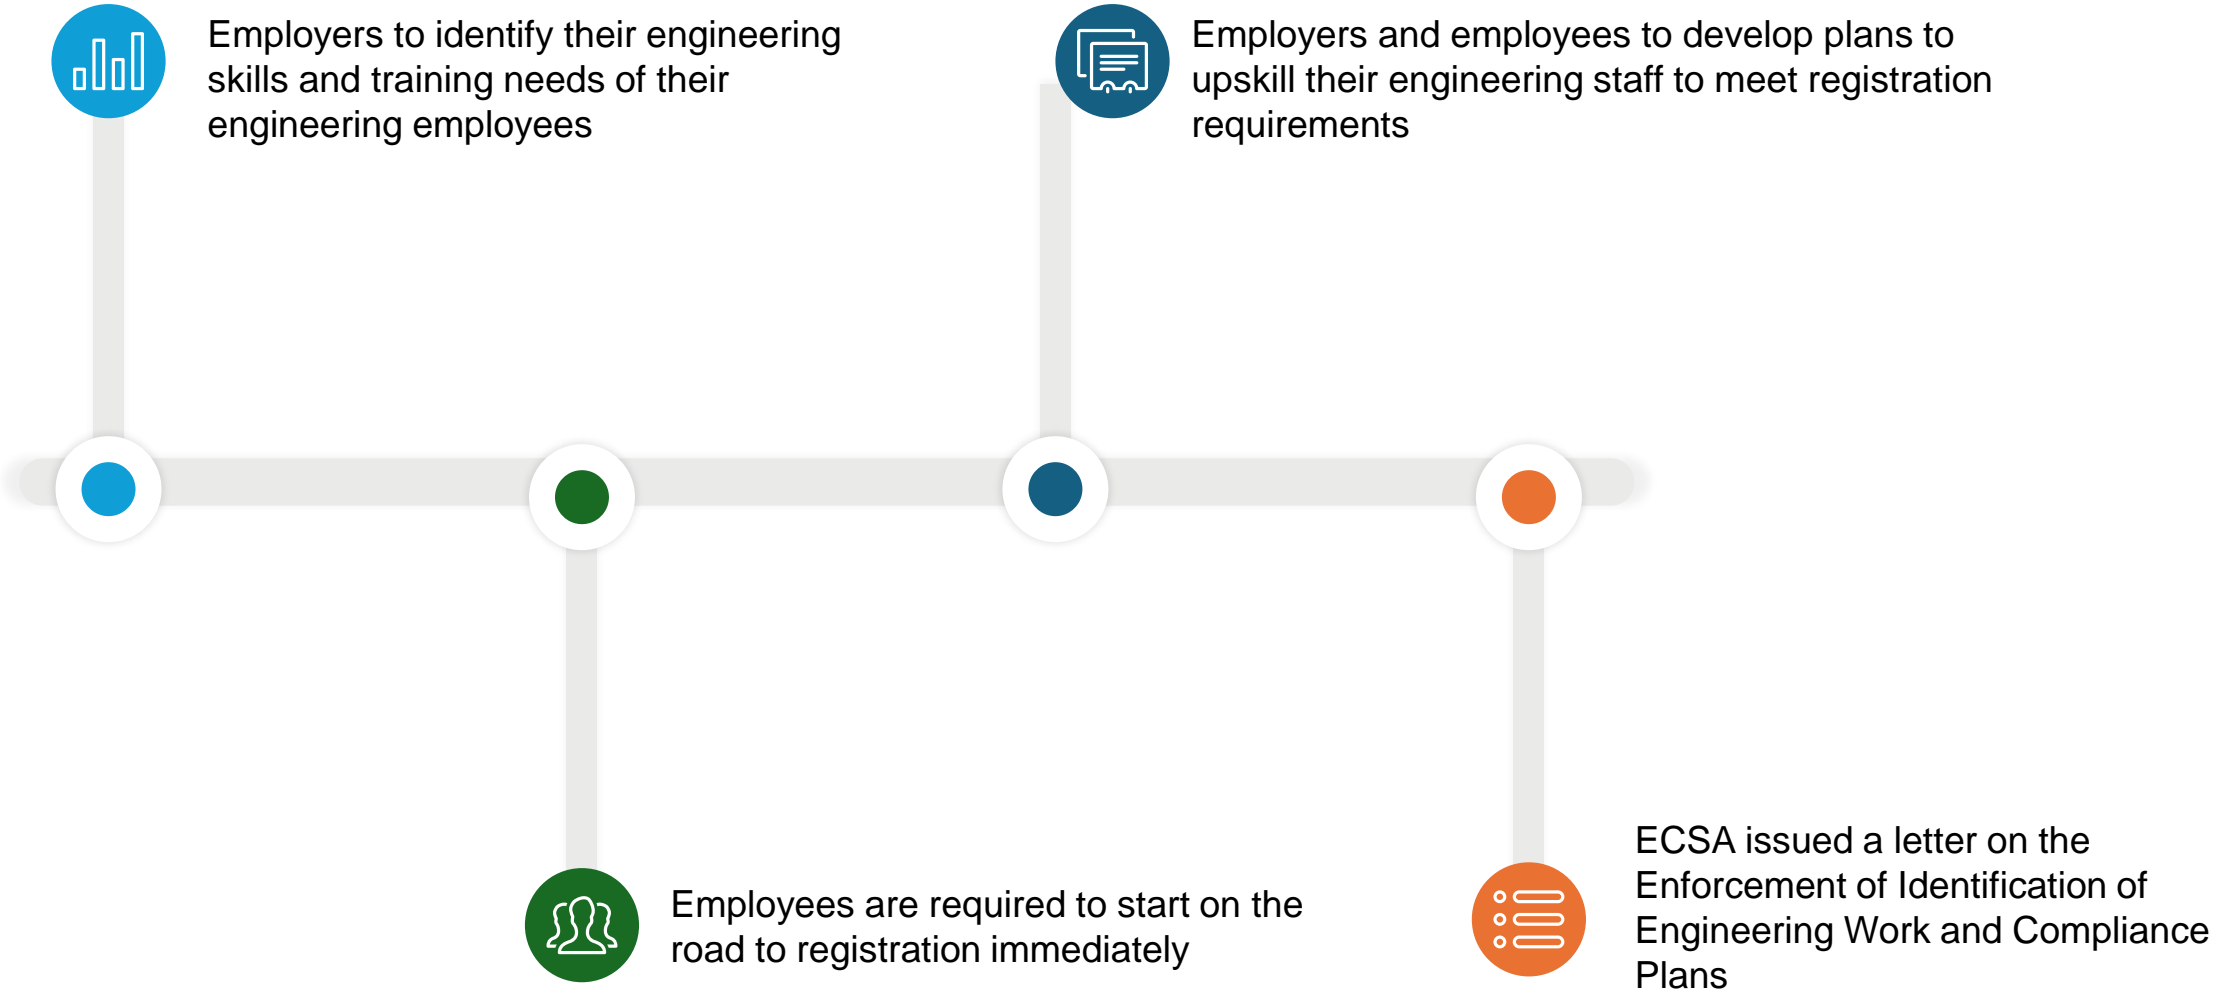 Employers to identify their engineering
skills and training needs of their
engineering employees
Employers and employees to develop plans to
upskill their engineering staff to meet registration
requirements
Employees are required to start on the
road to registration immediately
ECSA issued a letter on the
Enforcement of Identification of
Engineering Work and Compliance
Plans